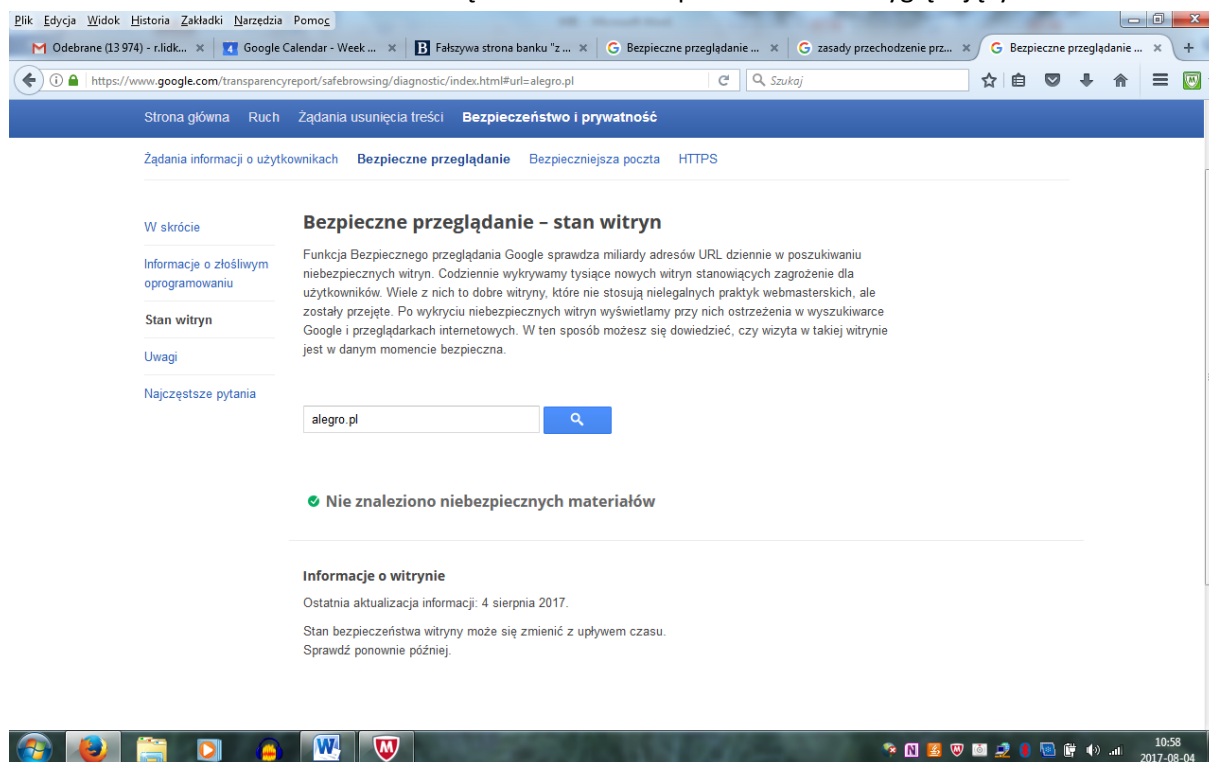 Plik Edycja Widok Historia Zakładki Narzędzia Pomoc
Odebrane (13 974) - r.lidk... Google Calendar - Week ... Fałszywa strona banku "z ... Bezpieczne przeglądanie ... zasady przechodzenie prz... Bezpieczne przeglądanie ...
https://www.google.com/transparencyreport/safebrowsing/diagnostic/index.html#url=alegro.pl Szukaj
Strona główna Ruch Żądania usunięcia treści Bezpieczeństwo i prywatność
Żądania informacji o użytkownikach Bezpieczne przeglądanie Bezpieczniejsza poczta HTTPS
W skrócie
Informacje o złośliwym
oprogramowaniu
Stan witryn
Uwagi
Najczęstsze pytania
Bezpieczne przeglądanie – stan witryn
Funkcja Bezpiecznego przeglądania Google sprawdza miliardy adresów URL dziennie w poszukiwaniu
niebezpiecznych witryn. Codziennie wykrywamy tysiące nowych witryn stanowiących zagrożenie dla
użytkowników. Wiele z nich to dobre witryny, które nie stosują nielegalnych praktyk webmasterskich, ale
zostały przejęte. Po wykryciu niebezpiecznych witryn wyświetlamy przy nich ostrzeżenia w wyszukiwarce
Google i przeglądarkach internetowych. W ten sposób możesz się dowiedzieć, czy wizyta w takiej witrynie
jest w danym momencie bezpieczna.
alegro.pl
Nie znaleziono niebezpiecznych materiałów
Informacje o witrynie
Ostatnia aktualizacja informacji: 4 sierpnia 2017.
Stan bezpieczeństwa witryny może się zmienić z upływem czasu.
Sprawdź ponownie później.
10:58
2017-08-04